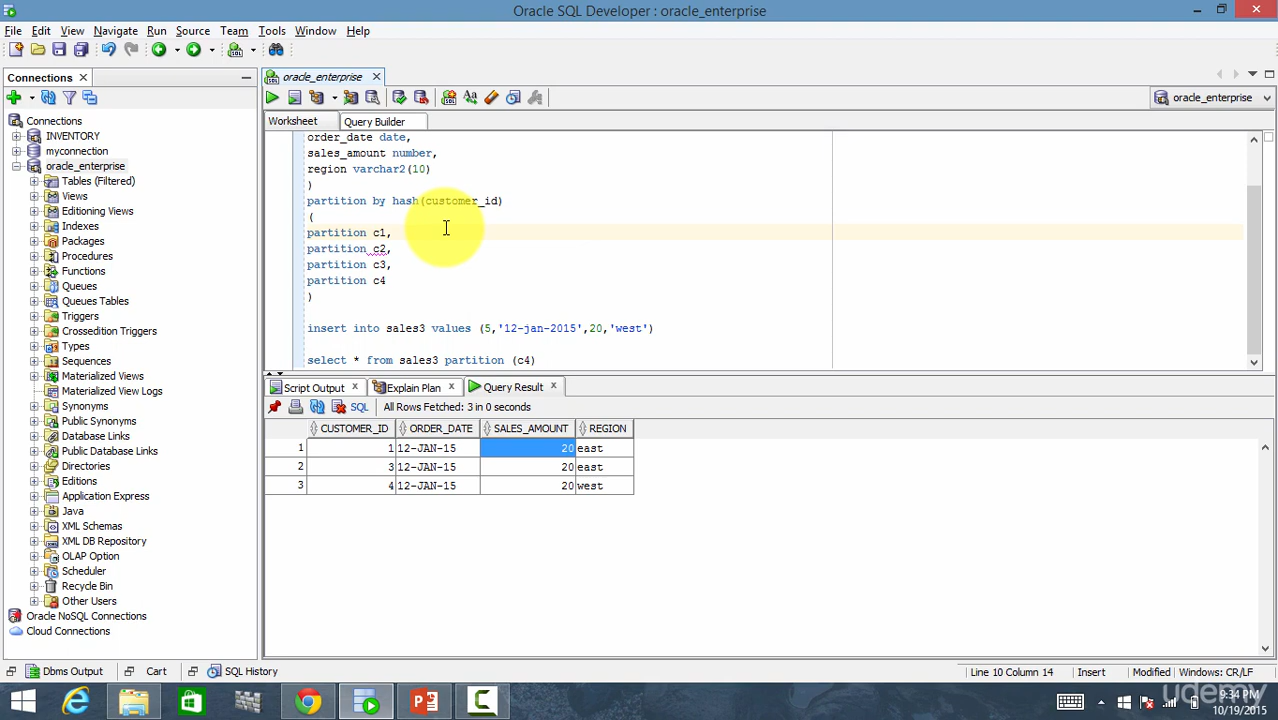 Oracle SQL Developer : oracle_enterprise
File Edit View Navigate Run Source Team Tools Window Help
Connections
oracle_enterprise
oracle_enterprise
Worksheet Query Builder
Connections
INVENTORY
myconnection
oracle_enterprise
Tables (Filtered)
Views
Editioning Views
Indexes
Packages
Procedures
Functions
Queues
Queues Tables
Triggers
Crossedition Triggers
Types
Sequences
Materialized Views
Materialized View Logs
Synonyms
Public Synonyms
Database Links
Public Database Links
Directories
Editions
Application Express
Java
XML Schemas
XML DB Repository
OLAP Option
Scheduler
Recycle Bin
Other Users
Oracle NoSQL Connections
Cloud Connections
order_date date,
sales_amount number,
region varchar2(10)
)
partition by hash(customer_id)
(
partition c1,
partition c2,
partition c3,
partition c4
)
insert into sales3 values (5,'12-jan-2015',20,'west')
select * from sales3 partition (c4)
Script Output Explain Plan Query Result
SQL All Rows Fetched: 3 in 0 seconds
CUSTOMER_ID ORDER_DATE SALES_AMOUNT REGION
1 1 12-JAN-15 20 east
2 3 12-JAN-15 20 east
3 4 12-JAN-15 20 west
Dbms Output Cart SQL History
Line 10 Column 14 Insert Modified Windows: CR/LF
udemy
9:34 PM
10/19/2015